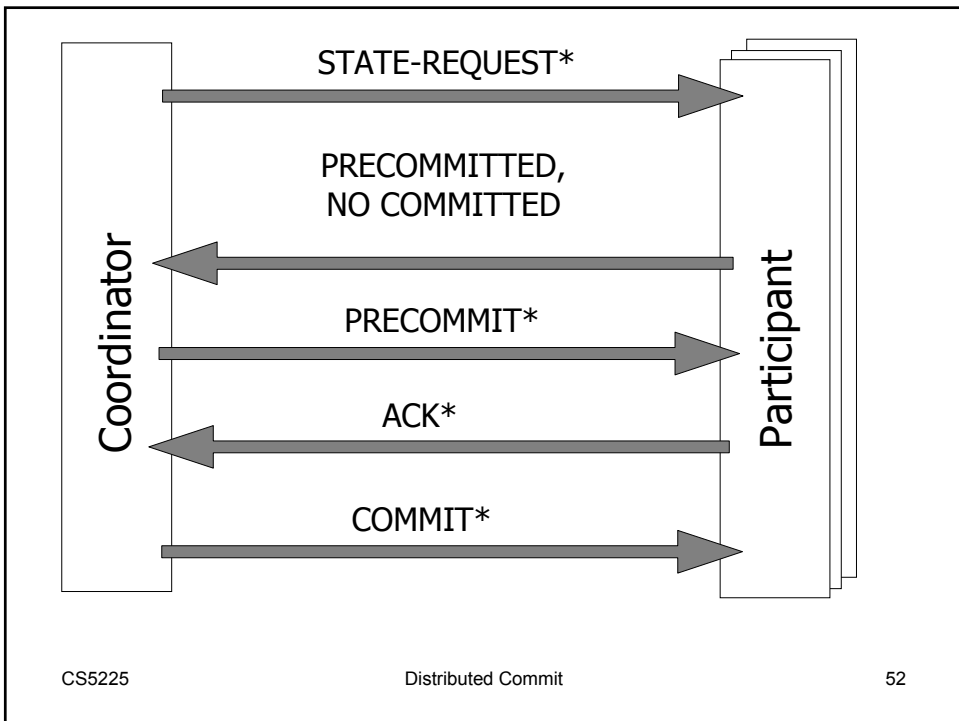 STATE-REQUEST*
PRECOMMITTED,
NO COMMITTED
Coordinator
Participant
PRECOMMIT*
ACK*
COMMIT*
CS5225
Distributed Commit
52